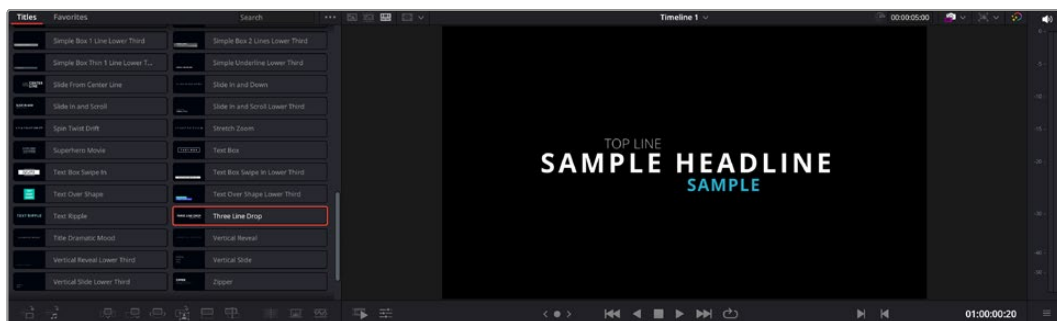 Titles Favorites Search ••• Timeline 1 00:00:05:00
Simple Box 1 Line Lower Third Simple Box 2 Lines Lower Third
Simple Box Thin 1 Line Lower T... Simple Underline Lower Third
Slide From Center Line Slide In and Down
Slide In and Scroll Slide In and Scroll Lower Third
Spin Twist Drift Stretch Zoom
Superhero Movie Text Box
Text Box Swipe In Text Box Swipe In Lower Third
Text Over Shape Text Over Shape Lower Third
Text Ripple Three Line Drop
Title Dramatic Mood Vertical Reveal
Vertical Reveal Lower Third Vertical Slide
Vertical Slide Lower Third Zipper
TOP LINE
SAMPLE HEADLINE
SAMPLE
01:00:00:20